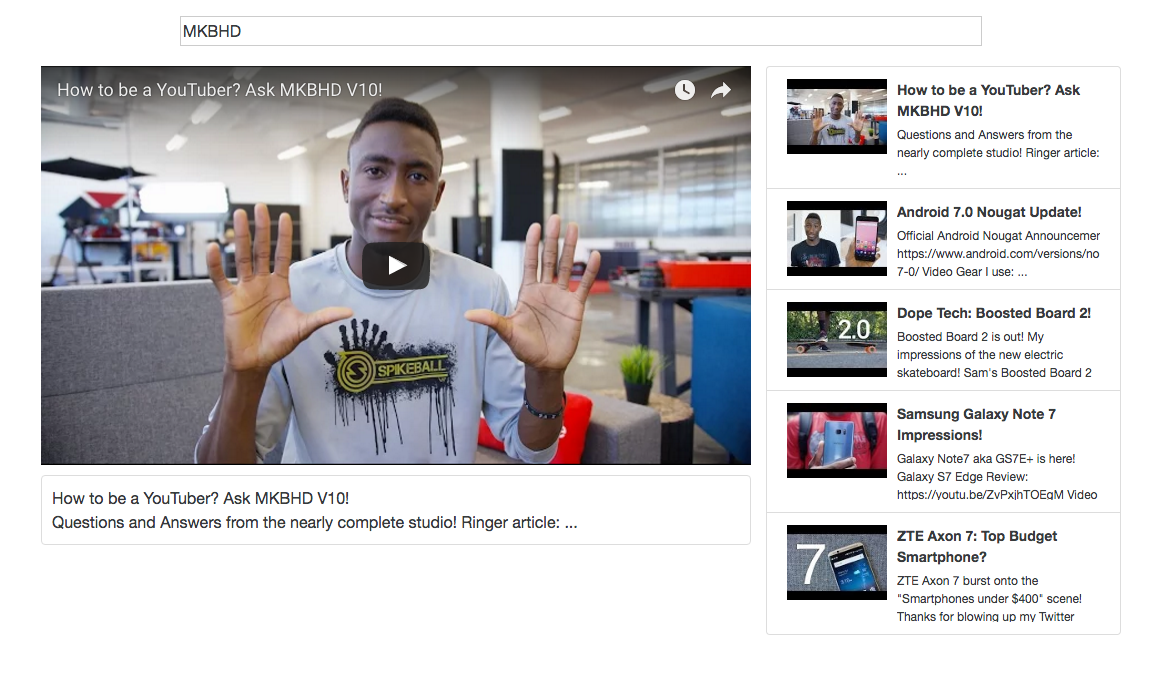 MKBHD
How to be a YouTuber? Ask MKBHD V10!
SPIKEBALL
How to be a YouTuber? Ask MKBHD V10!
Questions and Answers from the nearly complete studio! Ringer article: ...
How to be a YouTuber? Ask
MKBHD V10!
Questions and Answers from the
nearly complete studio! Ringer article:
...
Android 7.0 Nougat Update!
Official Android Nougat Announcemer
https://www.android.com/versions/no
7-0/ Video Gear I use: ...
2.0
Dope Tech: Boosted Board 2!
Boosted Board 2 is out! My
impressions of the new electric
skateboard! Sam's Boosted Board 2
Samsung Galaxy Note 7
Impressions!
Galaxy Note7 aka GS7E+ is here!
Galaxy S7 Edge Review:
https://youtu.be/ZvPxjhTOEgM Video
7
ZTE Axon 7: Top Budget
Smartphone?
ZTE Axon 7 burst onto the
"Smartphones under $400" scene!
Thanks for blowing up my Twitter